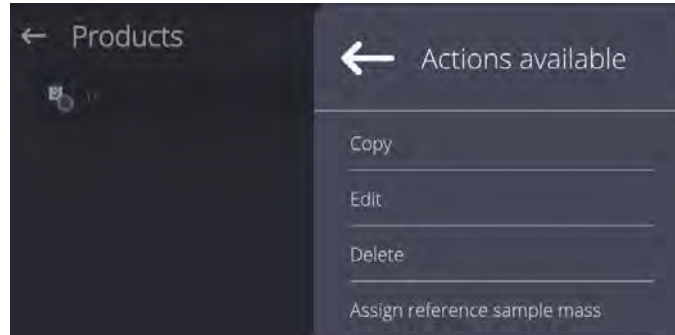 Products
Actions available
Copy
Edit
Delete
Assign reference sample mass